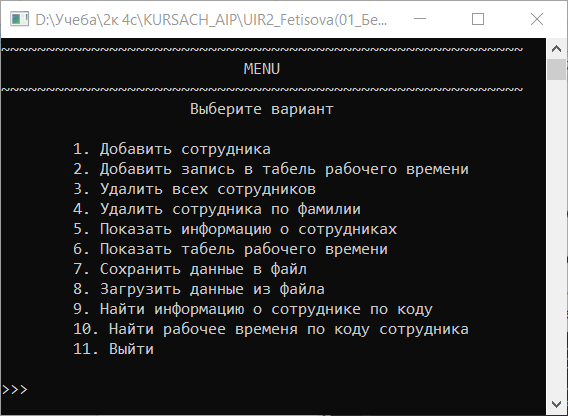 D:\Учеба\2к 4с\KURSACH_AIP\UIR2_Fetisova(01_Бе...
~~~~~~~~~~~~~~~~~~~~~~~~~~~~~~~~~~~~~~~~~~~~~~~~~~~~~~~~~~
MENU
~~~~~~~~~~~~~~~~~~~~~~~~~~~~~~~~~~~~~~~~~~~~~~~~~~~~~~~~~~
Выберите вариант
1. Добавить сотрудника
2. Добавить запись в табель рабочего времени
3. Удалить всех сотрудников
4. Удалить сотрудника по фамилии
5. Показать информацию о сотрудниках
6. Показать табель рабочего времени
7. Сохранить данные в файл
8. Загрузить данные из файла
9. Найти информацию о сотруднике по коду
10. Найти рабочее временя по коду сотрудника
11. Выйти
>>>